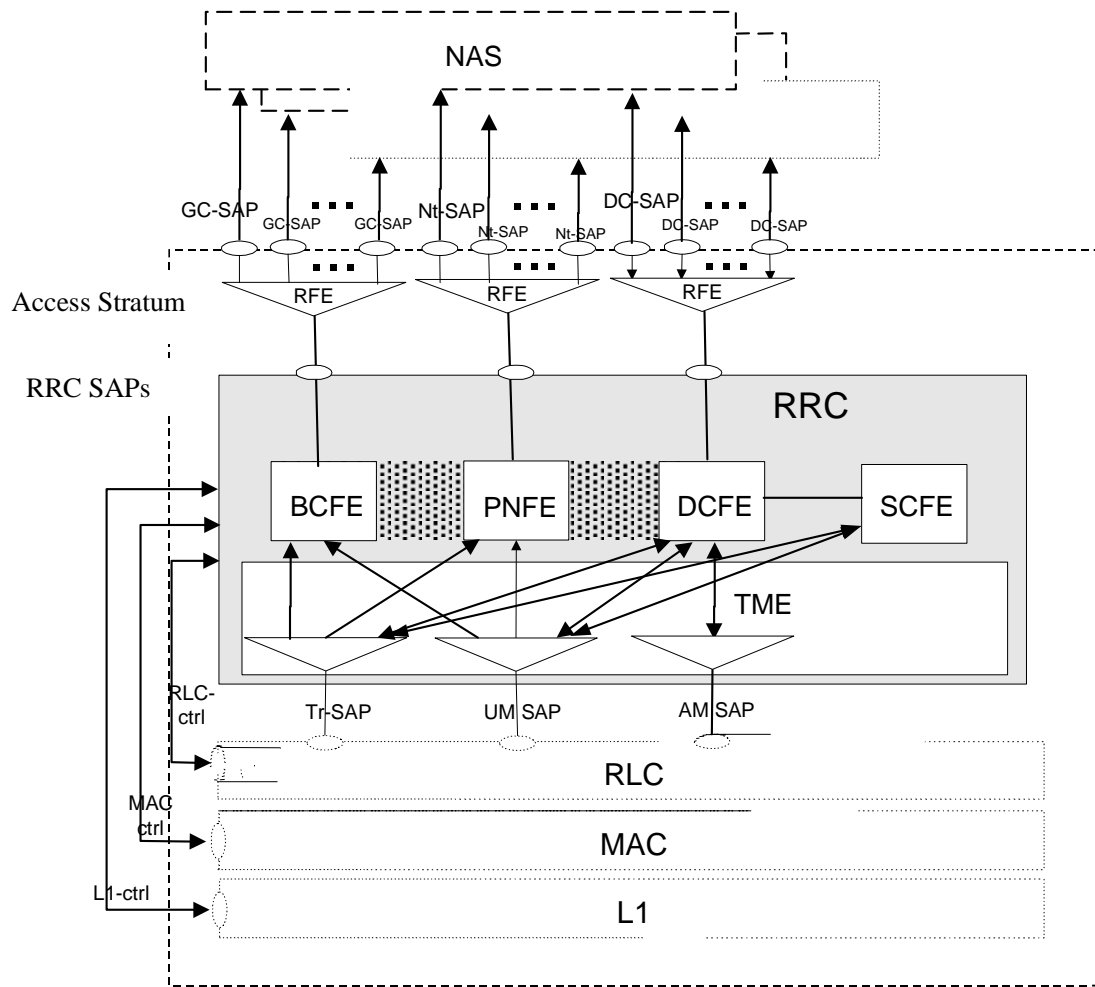 NAS
GC-SAP
GC-SAP
GC-SAP
Nt-SAP
Nt-SAP
Nt-SAP
DC-SAP
DC-SAP
DC-SAP
Access Stratum
RFE
RFE
RFE
RRC SAPs
RRC
BCFE
PNFE
DCFE
SCFE
TME
RLC-
ctrl
Tr-SAP
UM SAP
AM SAP
RLC
MAC
ctrl
MAC
L1-ctrl
L1